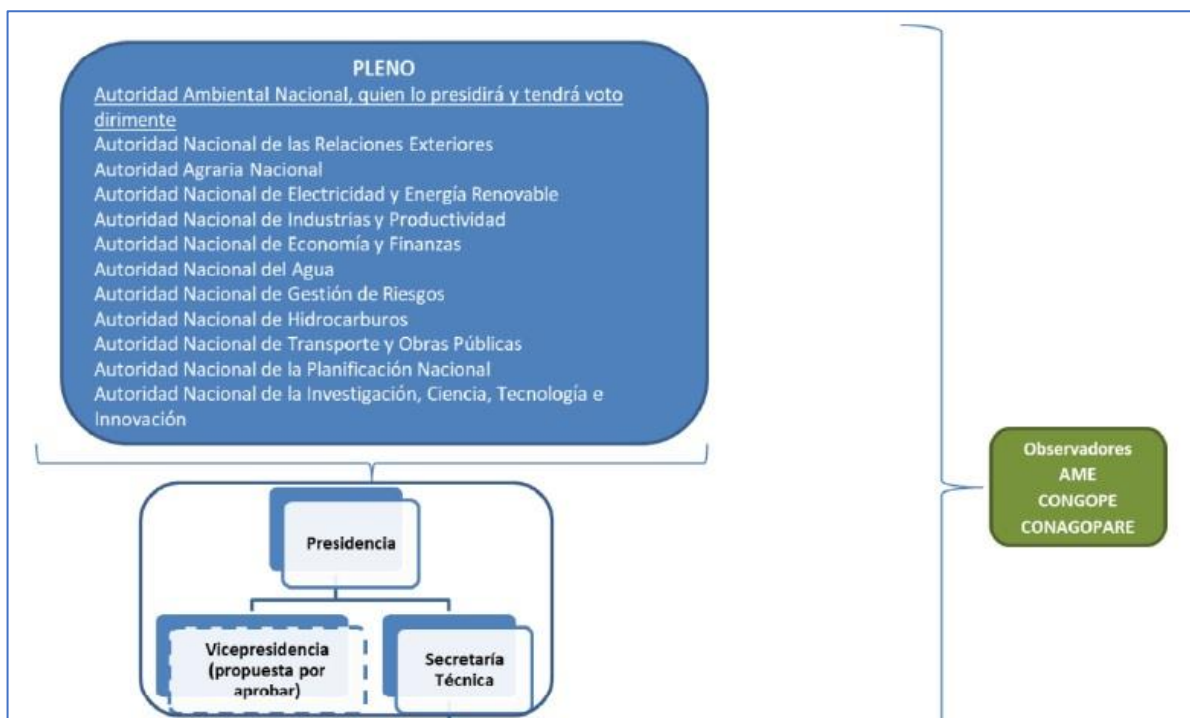 PLENO
Autoridad Ambiental Nacional, quien lo presidirá y tendrá voto
dirimente
Autoridad Nacional de las Relaciones Exteriores
Autoridad Agraria Nacional
Autoridad Nacional de Electricidad y Energía Renovable
Autoridad Nacional de Industrias y Productividad
Autoridad Nacional de Economía y Finanzas
Autoridad Nacional del Agua
Autoridad Nacional de Gestión de Riesgos
Autoridad Nacional de Hidrocarburos
Autoridad Nacional de Transporte y Obras Públicas
Autoridad Nacional de la Planificación Nacional
Autoridad Nacional de la Investigación, Ciencia, Tecnología e
Innovación
Observadores
AME
CONGOPE
CONAGOPARE
Presidencia
Vicepresidencia
(propuesta por
aprobar)
Secretaría
Técnica